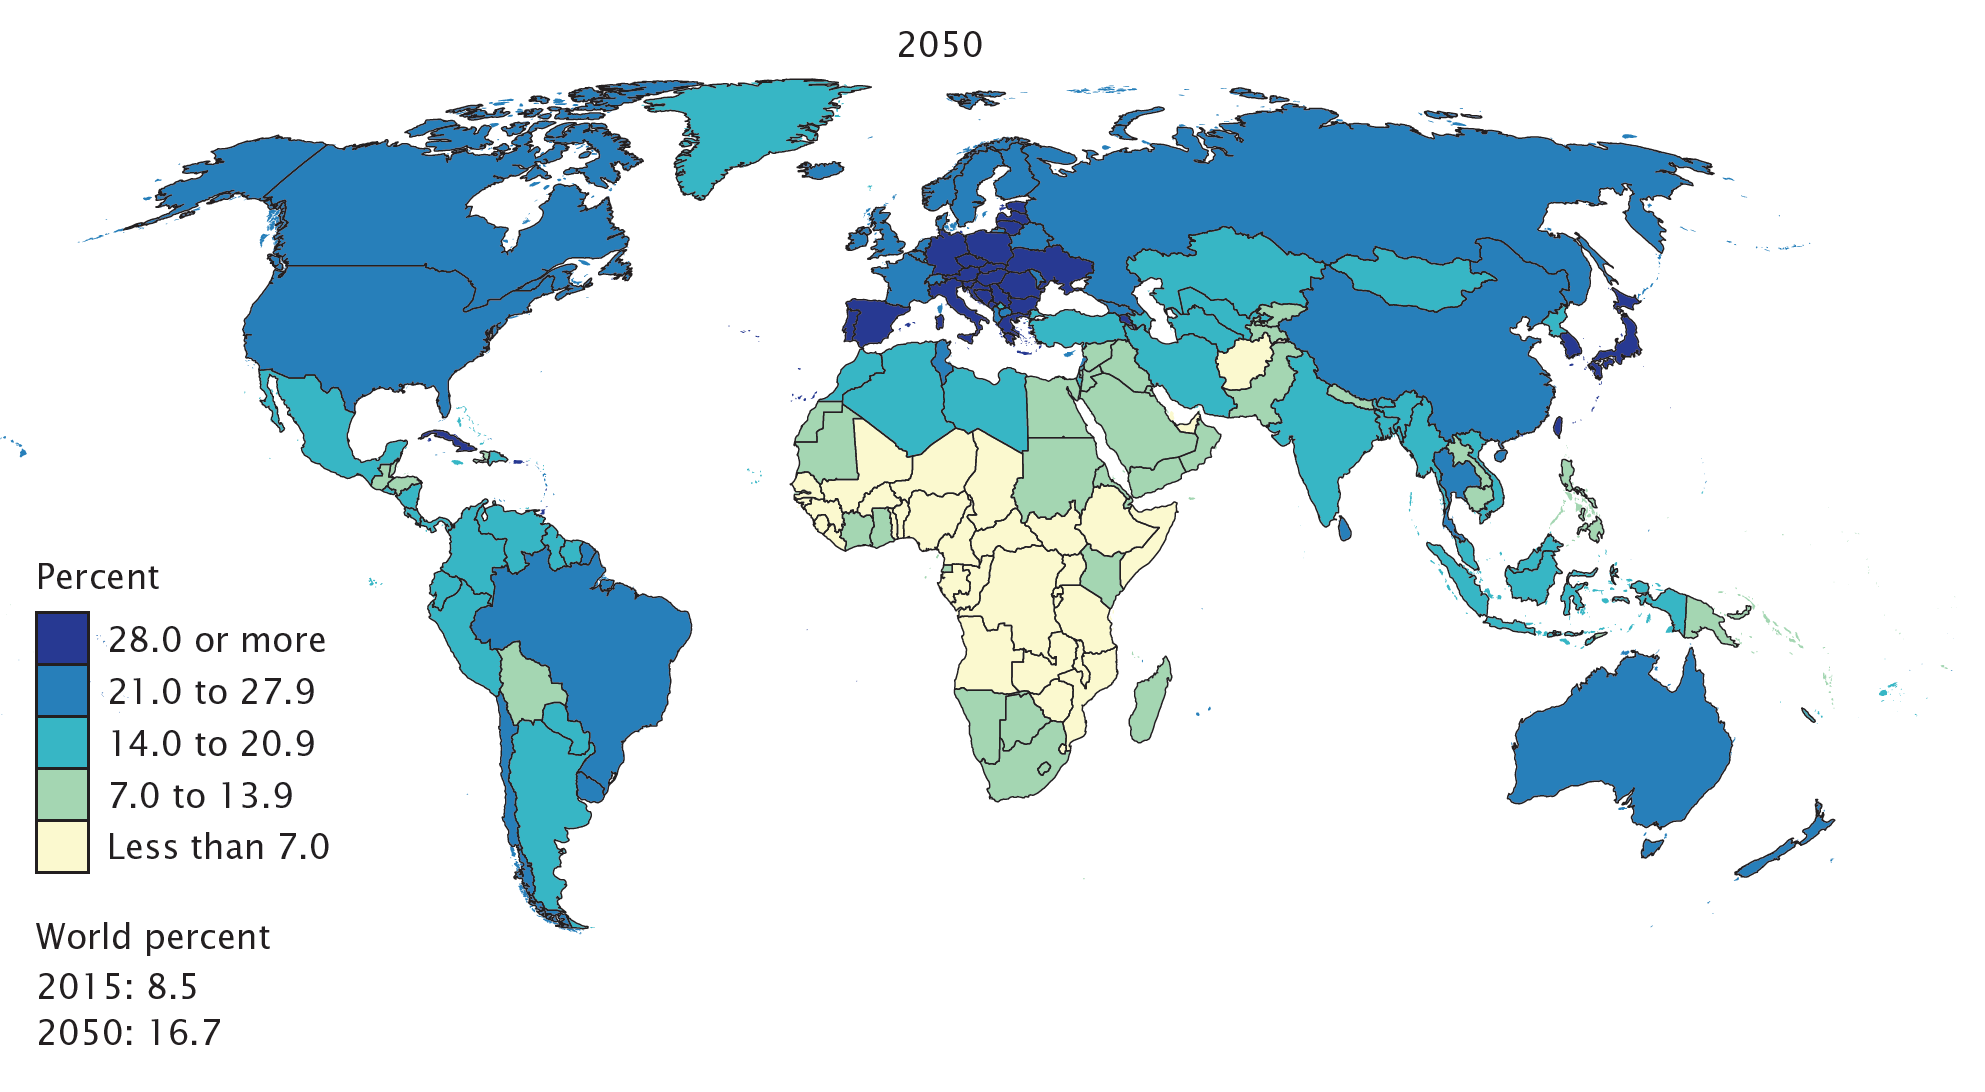 2050
Percent
28.0 or more
21.0 to 27.9
14.0 to 20.9
7.0 to 13.9
Less than 7.0
World percent
2015: 8.5
2050: 16.7